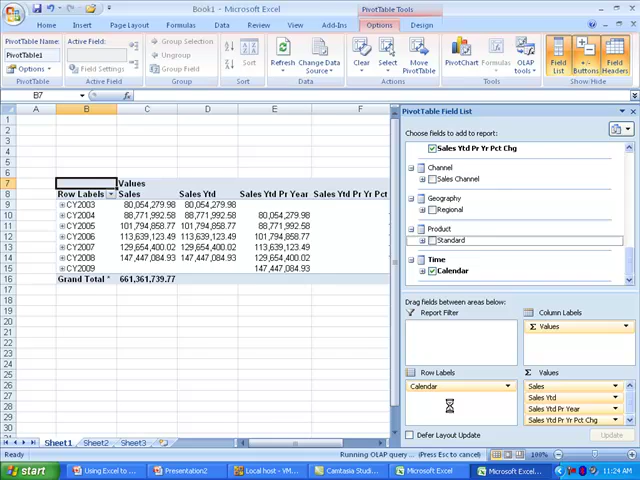 Book1 - Microsoft Excel
PivotTable Tools
Home
Insert
Page Layout
Formulas
Data
Review
View
Add-Ins
Options
Design
PivotTable Name:
PivotTable1
Options
PivotTable
Active Field:
Field Settings
Active Field
Group Selection
Ungroup
Group Field
Group
Sort
Sort
Refresh
Change Data Source
Data
Clear
Select
Move PivotTable
Actions
PivotChart
OLAP tools
Tools
Field List
+/- Buttons
Field Headers
Show/Hide
B7
fx
A B C D E F
7 Values
8 Row Labels Sales Sales Ytd Sales Ytd Pr Year Sales Ytd Pr Yr Pct
9 CY2003 80,054,279.98 80,054,279.98
10 CY2004 88,771,992.58 88,771,992.58 80,054,279.98
11 CY2005 101,794,858.77 101,794,858.77 88,771,992.58
12 CY2006 113,639,123.49 113,639,123.49 101,794,858.77
13 CY2007 129,654,400.02 129,654,400.02 113,639,123.49
14 CY2008 147,447,084.93 147,447,084.93 129,654,400.02
15 CY2009 147,447,084.93
16 Grand Total * 661,361,739.77
PivotTable Field List
Choose fields to add to report:
Sales Ytd Pr Yr Pct Chg
Channel
Sales Channel
Geography
Regional
Product
Standard
Time
Calendar
Drag fields between areas below:
Report Filter
Column Labels
Σ Values
Row Labels
Σ Values
Calendar
Sales
Sales Ytd
Sales Ytd Pr Year
Sales Ytd Pr Yr Pct Chg
Defer Layout Update
Update
Sheet1 Sheet2 Sheet3
Ready
Running OLAP query ... (Press Esc to cancel)
100%
start
Using Excel to ...
Presentation2
Local host - VM...
Camtasia Studio...
Microsoft Excel
Microsoft Excel ...
11:24 AM